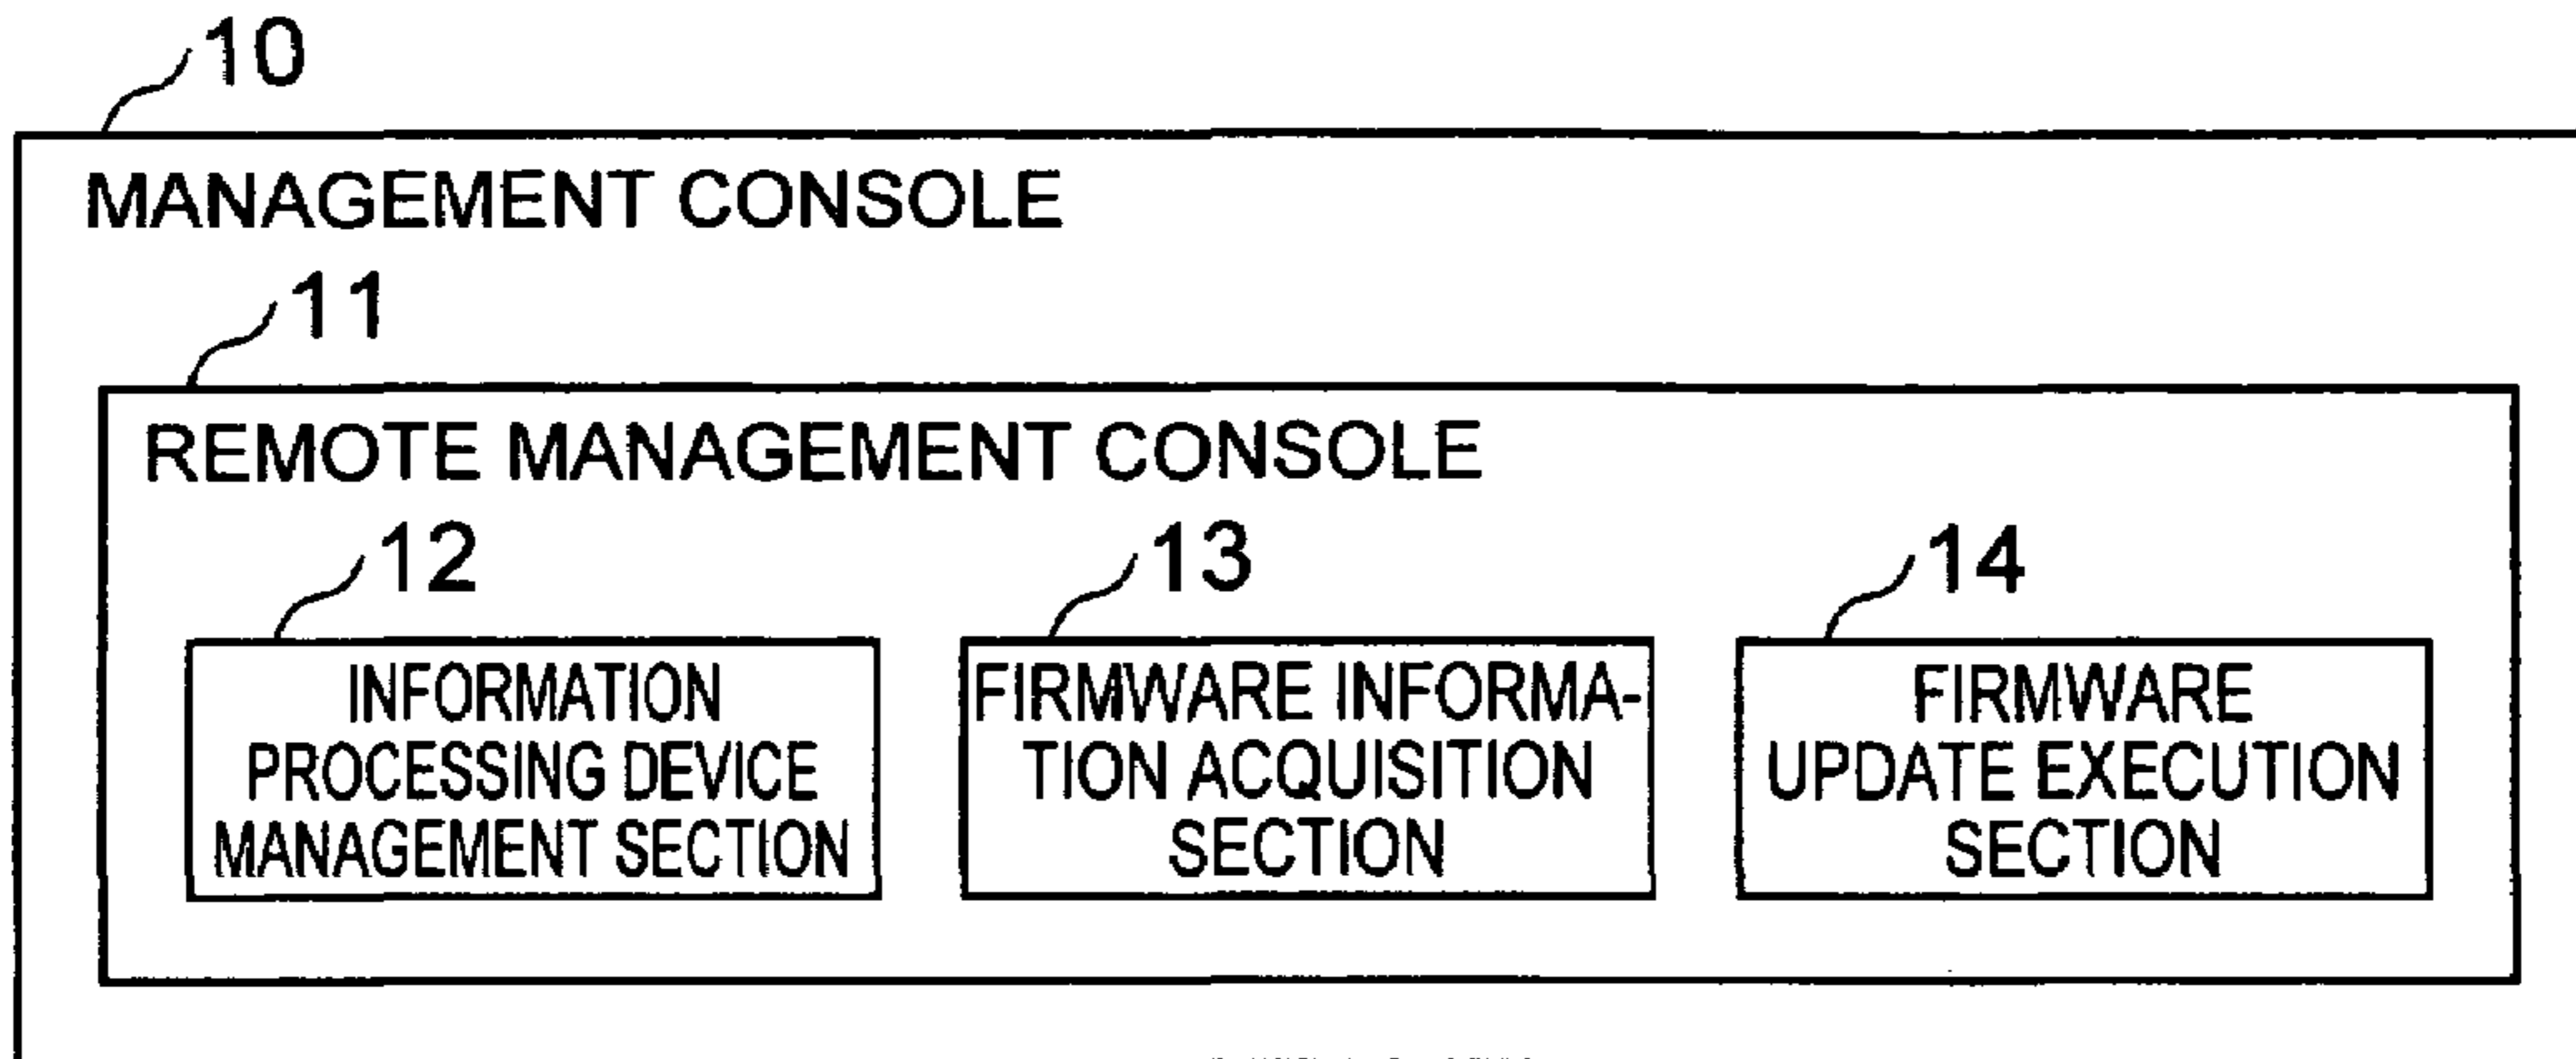 10
MANAGEMENT CONSOLE
11
REMOTE MANAGEMENT CONSOLE
12
13
14
INFORMATION
PROCESSING DEVICE
MANAGEMENT SECTION
FIRMWARE INFORMA-
TION ACQUISITION
SECTION
FIRMWARE
UPDATE EXECUTION
SECTION